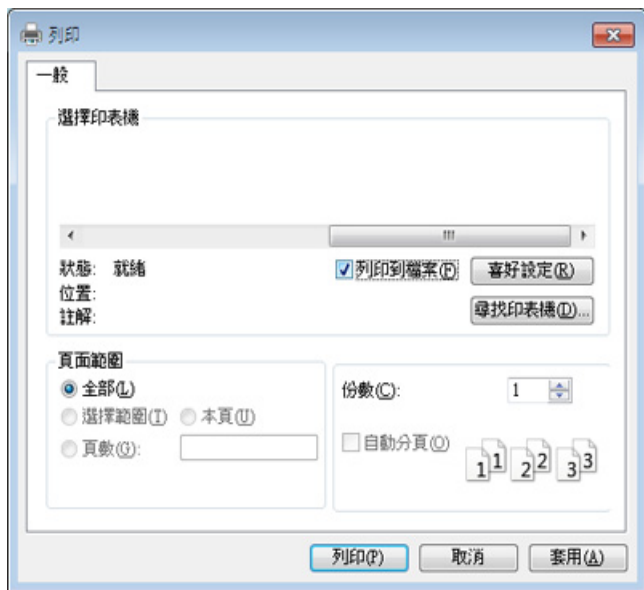 列印
一般
選擇印表機
狀態: 就緒
列印到檔案(F)
喜好設定(R)
位置:
註解:
尋找印表機(D)...
頁面範圍
全部(L)
選擇範圍(T) 本頁(U)
頁數(G):
份數(C): 1
自動分頁(O)
1 1 2 2 3 3
列印(P) 取消 套用(A)